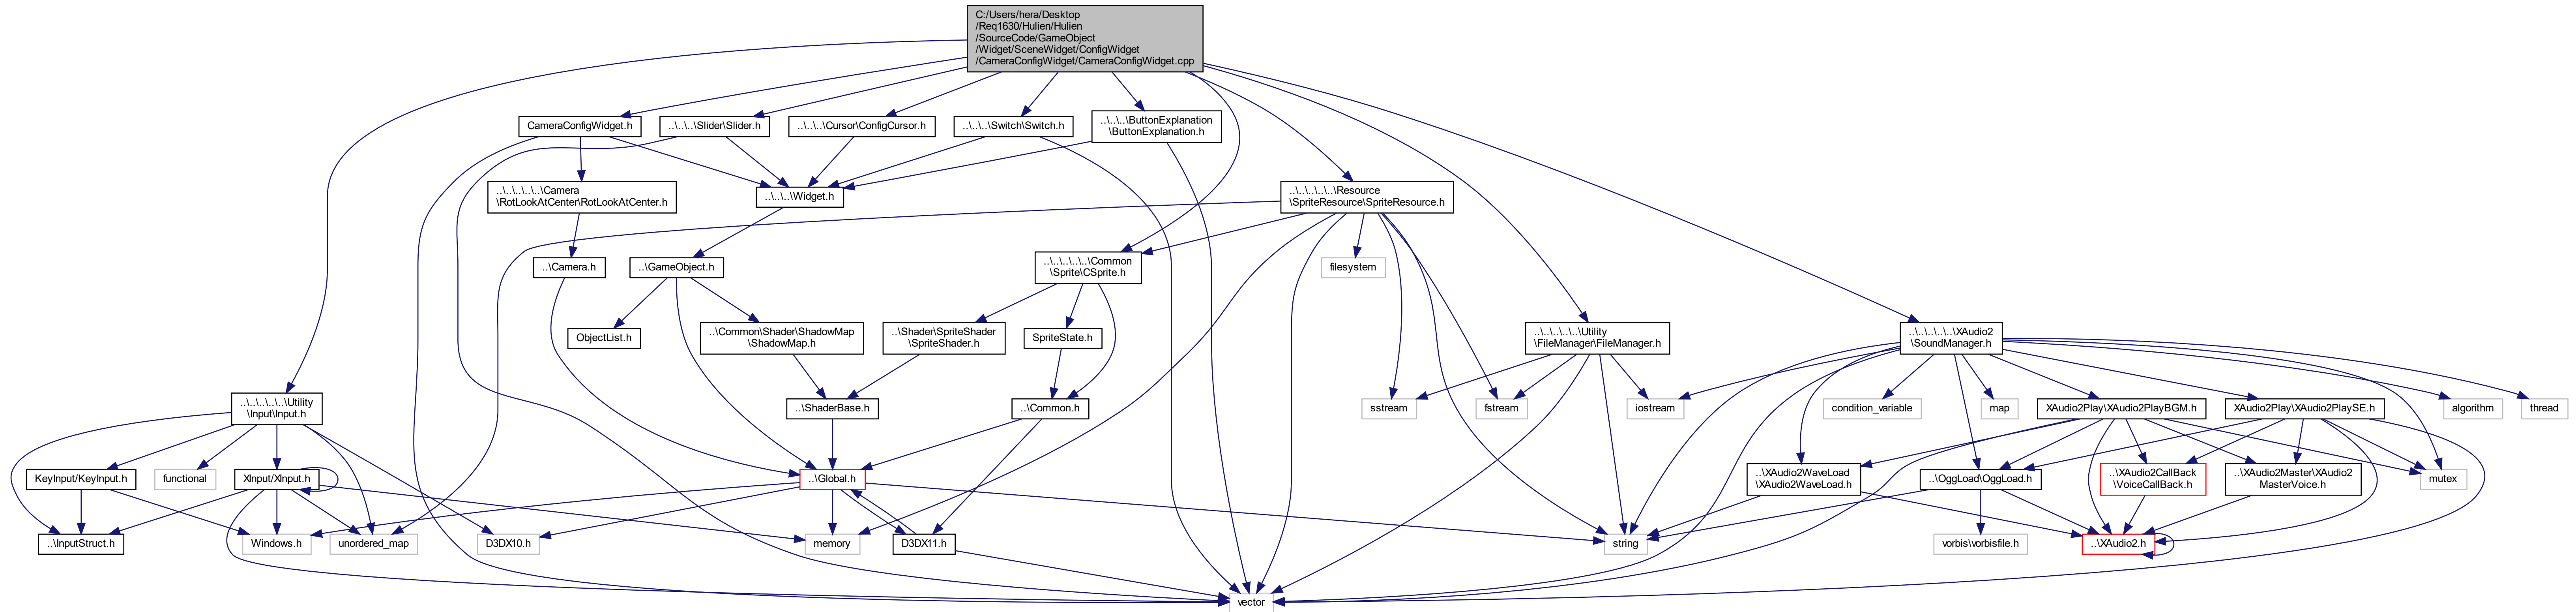 C:/Users/hera/Desktop
/Req1630/Hulien/Hulien
/SourceCode/GameObject
/Widget/SceneWidget/ConfigWidget
/CameraConfigWidget/CameraConfigWidget.cpp
CameraConfigWidget.h
..\..\..\Slider\Slider.h
..\..\..\Cursor\ConfigCursor.h
..\..\..\Switch\Switch.h
..\..\..\ButtonExplanation
\ButtonExplanation.h
..\..\..\..\..\Camera
\RotLookAtCenter\RotLookAtCenter.h
..\..\..\Widget.h
..\..\..\..\..\Resource
\SpriteResource\SpriteResource.h
..\Camera.h
..\GameObject.h
..\..\..\..\..\Common
\Sprite\CSprite.h
filesystem
ObjectList.h
..\Common\Shader\ShadowMap
\ShadowMap.h
..\Shader\SpriteShader
\SpriteShader.h
SpriteState.h
..\..\..\..\..\Utility
\FileManager\FileManager.h
..\..\..\..\..\XAudio2
\SoundManager.h
..\..\..\..\..\Utility
\Input\Input.h
..\ShaderBase.h
..\Common.h
sstream
fstream
iostream
condition_variable
map
XAudio2Play\XAudio2PlayBGM.h
XAudio2Play\XAudio2PlaySE.h
algorithm
thread
KeyInput/KeyInput.h
functional
XInput/XInput.h
..\Global.h
..\XAudio2WaveLoad
\XAudio2WaveLoad.h
..\OggLoad\OggLoad.h
..\XAudio2CallBack
\VoiceCallBack.h
..\XAudio2Master\XAudio2
MasterVoice.h
mutex
..\InputStruct.h
Windows.h
unordered_map
D3DX10.h
memory
D3DX11.h
string
vorbis\vorbisfile.h
..\XAudio2.h
vector